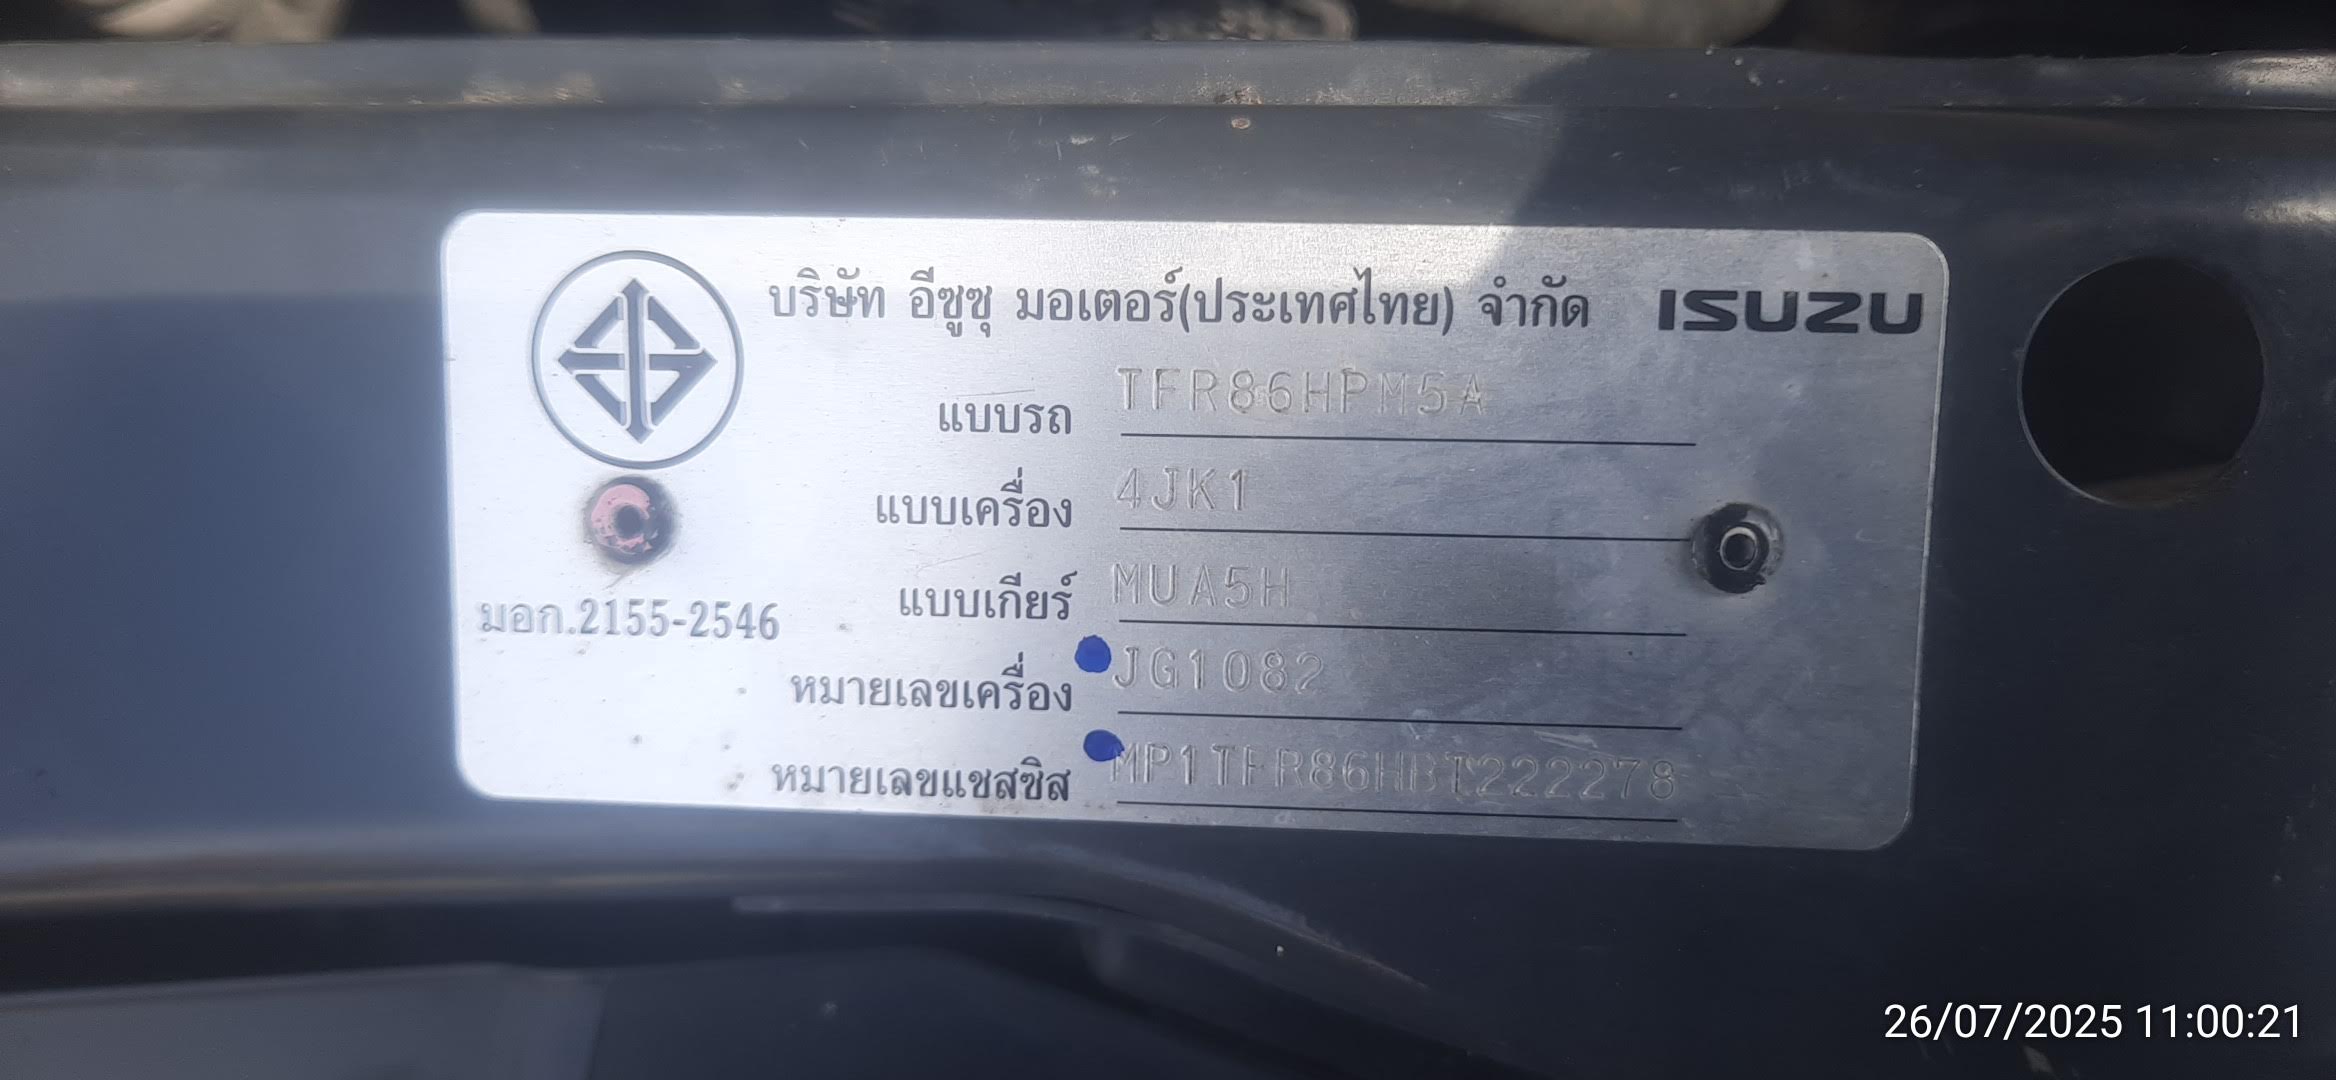 บริษัท อีซูซุ มอเตอร์(ประเทศไทย) จำกัด ISUZU
แบบรถ TFR86HPM5A
แบบเครื่อง 4JK1
แบบเกียร์ MUA5H
มอก.2155-2546
หมายเลขเครื่อง JG1082
หมายเลขแชสซิส MP1TFR86HBT222278
26/07/2025 11:00:21